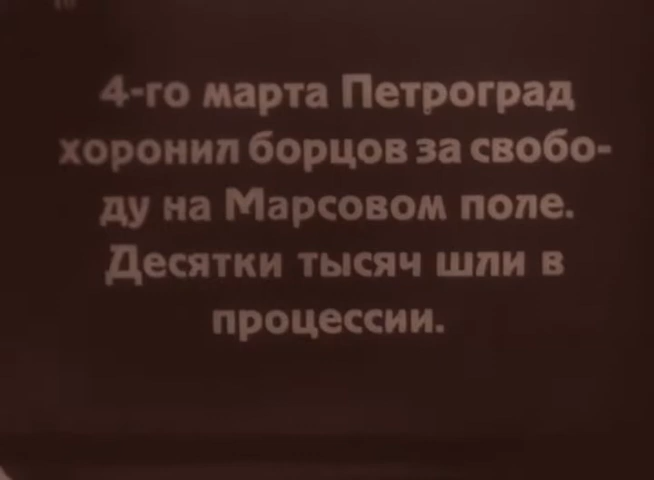 4-го марта Петроград
хоронил борцов за свобо-
ду на Марсовом поле.
Десятки тысяч шли в
процессии.